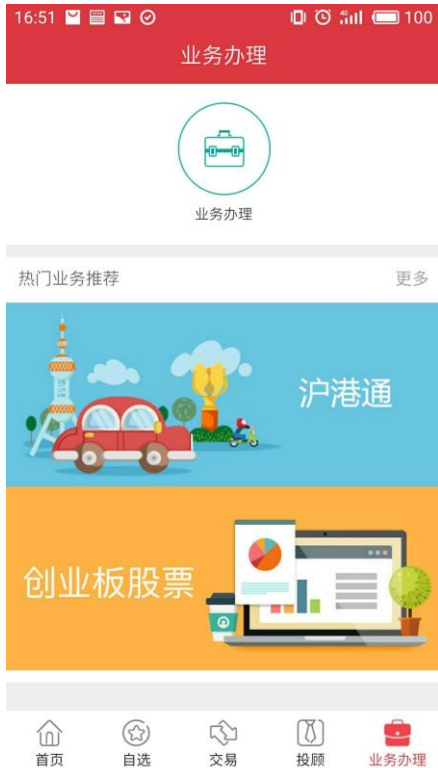 16:51 100
业务办理
业务办理
热门业务推荐 更多
沪港通
创业板股票
首页 自选 交易 投顾 业务办理